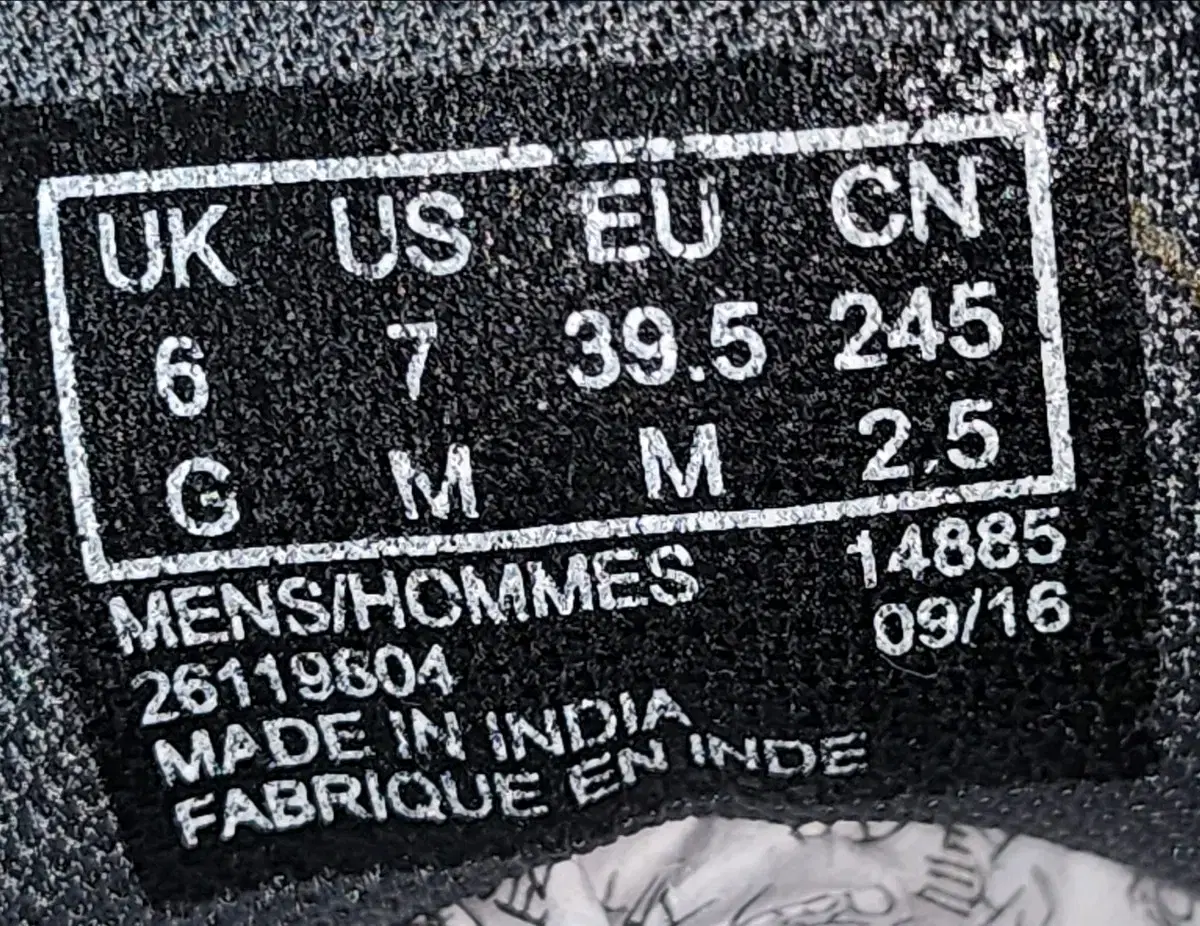 UK US EU CN
6 7 39.5 245
G M M 2.5
MENS/HOMMES 14885
26119804 09/16
MADE IN INDIA
FABRIQUE EN INDE